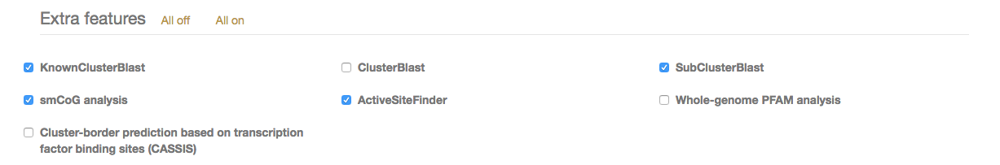 Extra features All off All on
KnownClusterBlast ClusterBlast SubClusterBlast
smCoG analysis ActiveSiteFinder Whole-genome PFAM analysis
Cluster-border prediction based on transcription
factor binding sites (CASSIS)